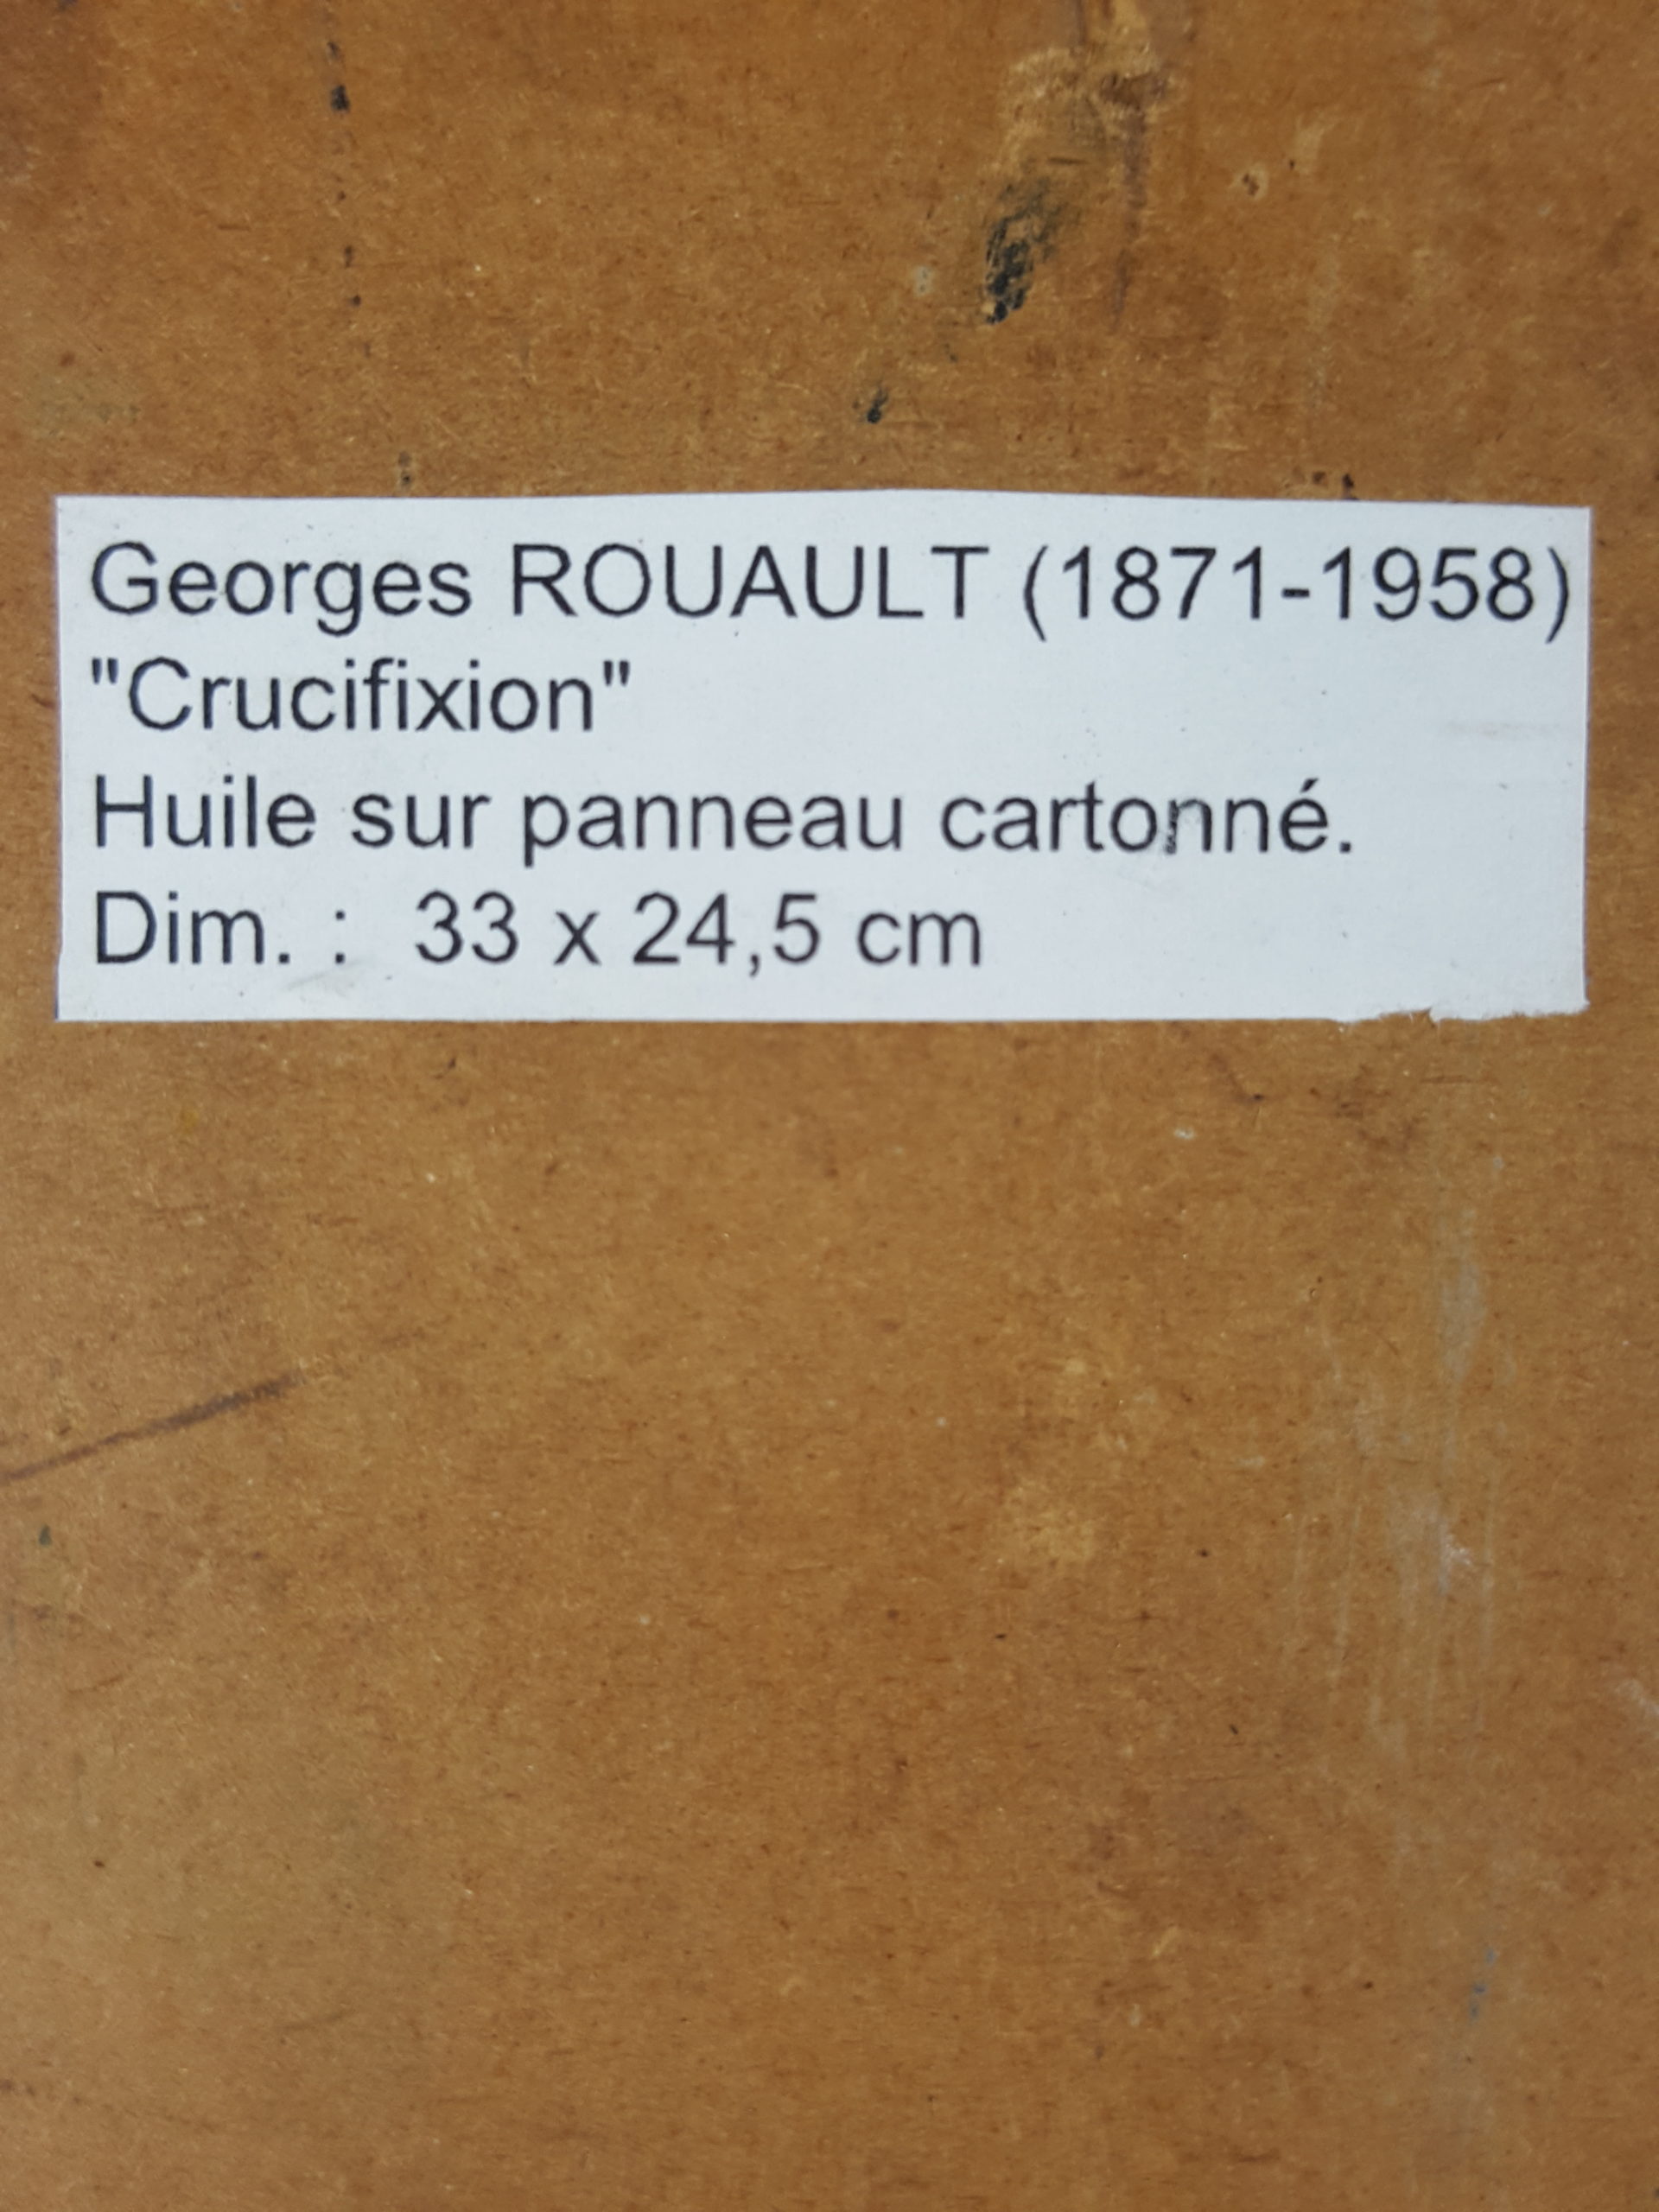 Georges ROUAULT (1871-1958)
"Crucifixion"
Huile sur panneau cartonné.
Dim. : 33 x 24,5 cm